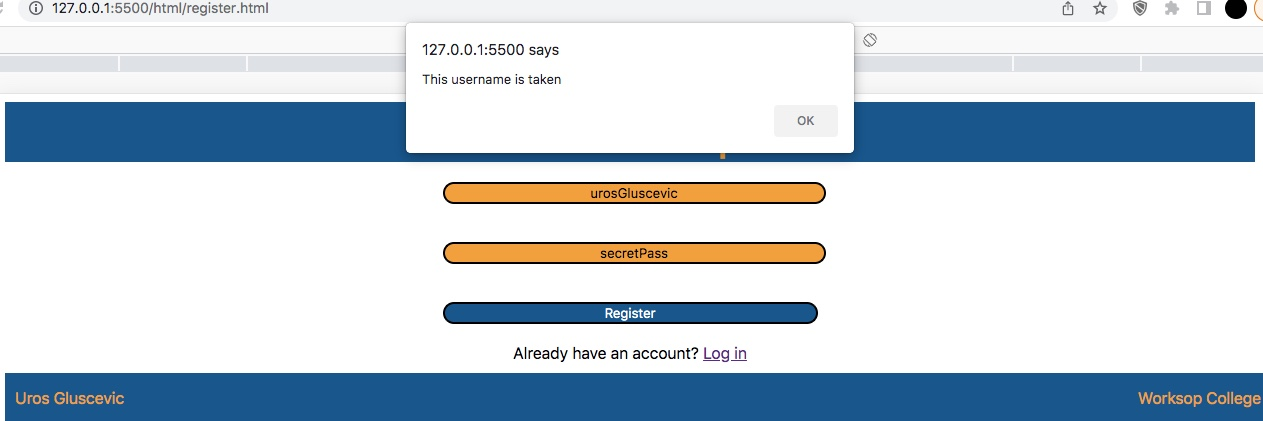 127.0.0.1:5500/html/register.html
127.0.0.1:5500 says
This username is taken
OK
urosGluscevic
secretPass
Register
Already have an account? Log in
Uros Gluscevic
Worksop College